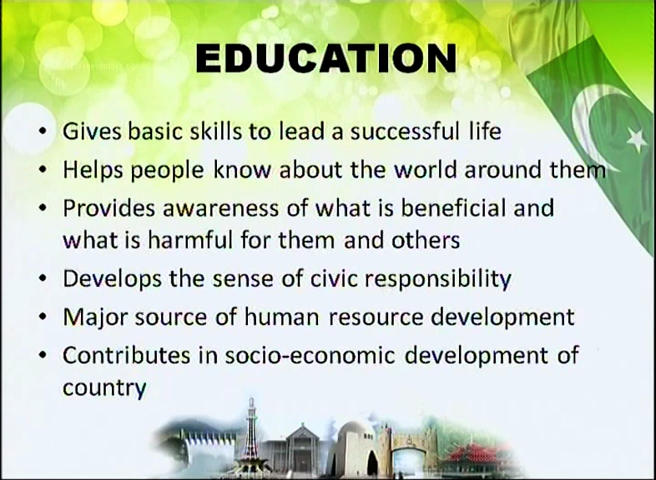 EDUCATION
• Gives basic skills to lead a successful life
• Helps people know about the world around them
• Provides awareness of what is beneficial and
what is harmful for them and others
• Develops the sense of civic responsibility
• Major source of human resource development
• Contributes in socio-economic development of
country